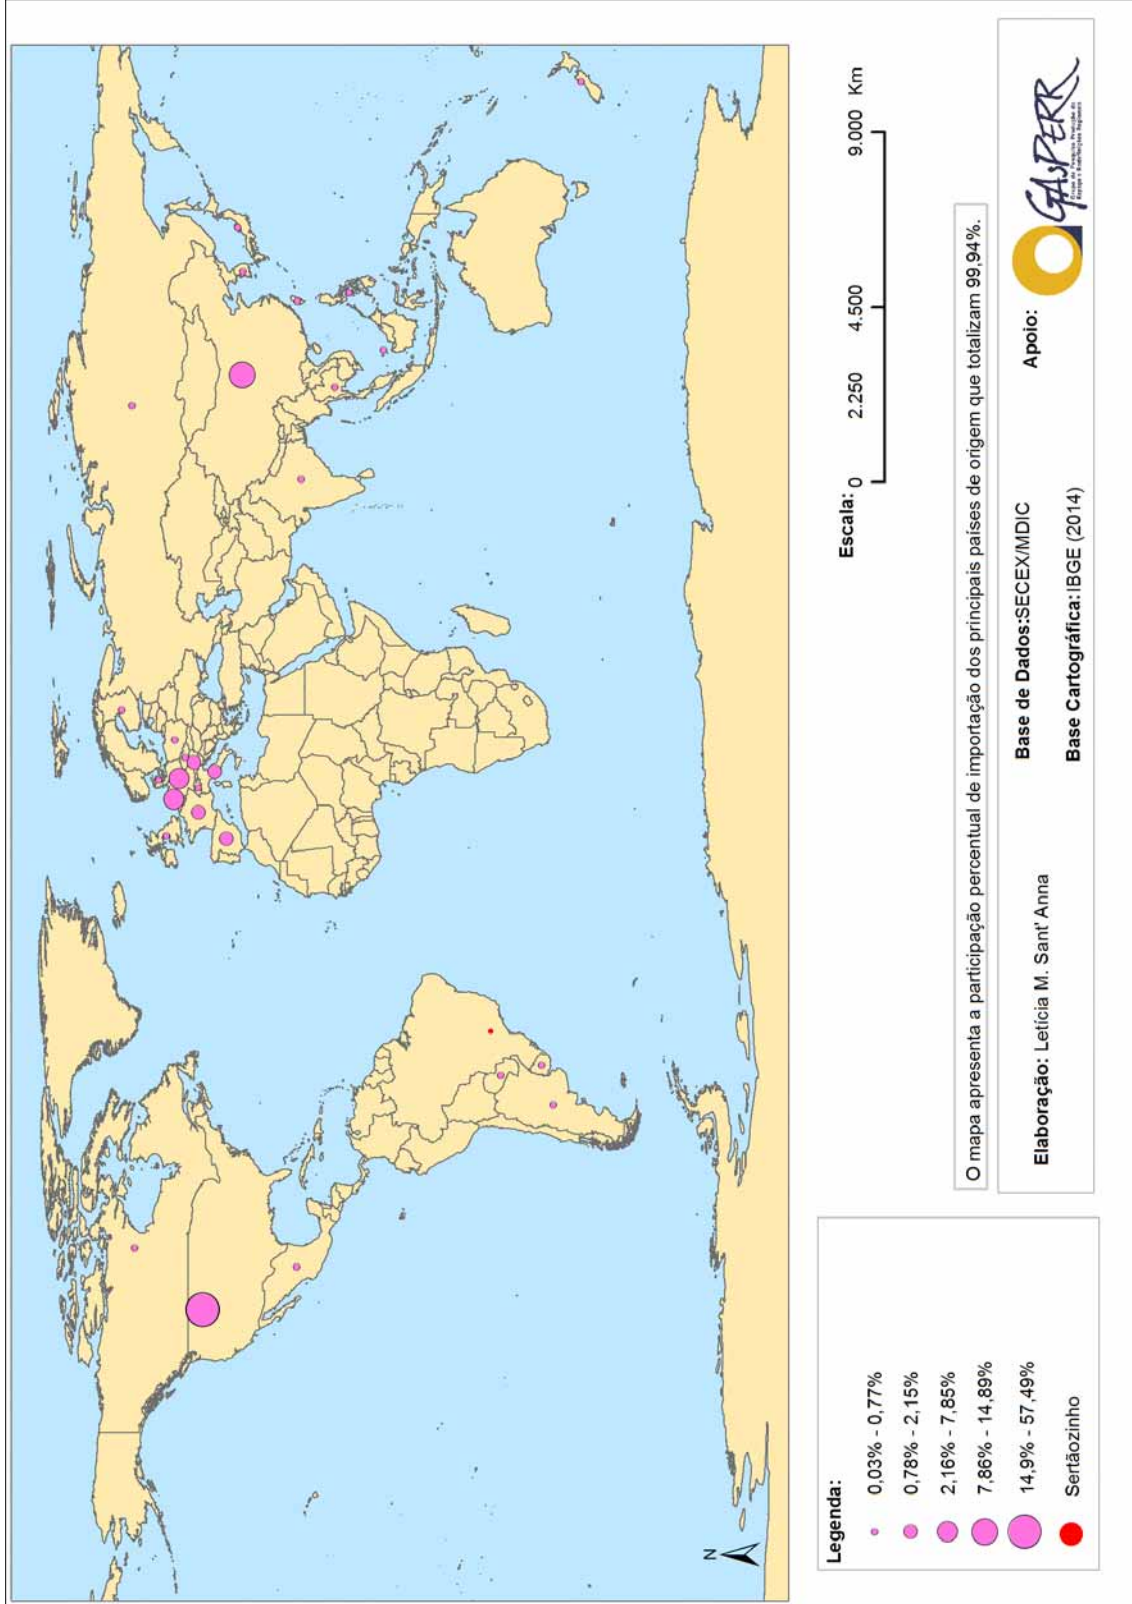 N
Legenda:
0,03% - 0,77%
0,78% - 2,15%
2,16% - 7,85%
7,86% - 14,89%
14,9% - 57,49%
Sertãozinho
Escala:
0 2.250 4.500 9.000 Km
O mapa apresenta a participação percentual de importação dos principais países de origem que totalizam 99,94%.
Elaboração: Letícia M. Sant' Anna
Base de Dados:SECEX/MDIC
Base Cartográfica:IBGE (2014)
Apoio:
GAsPERR